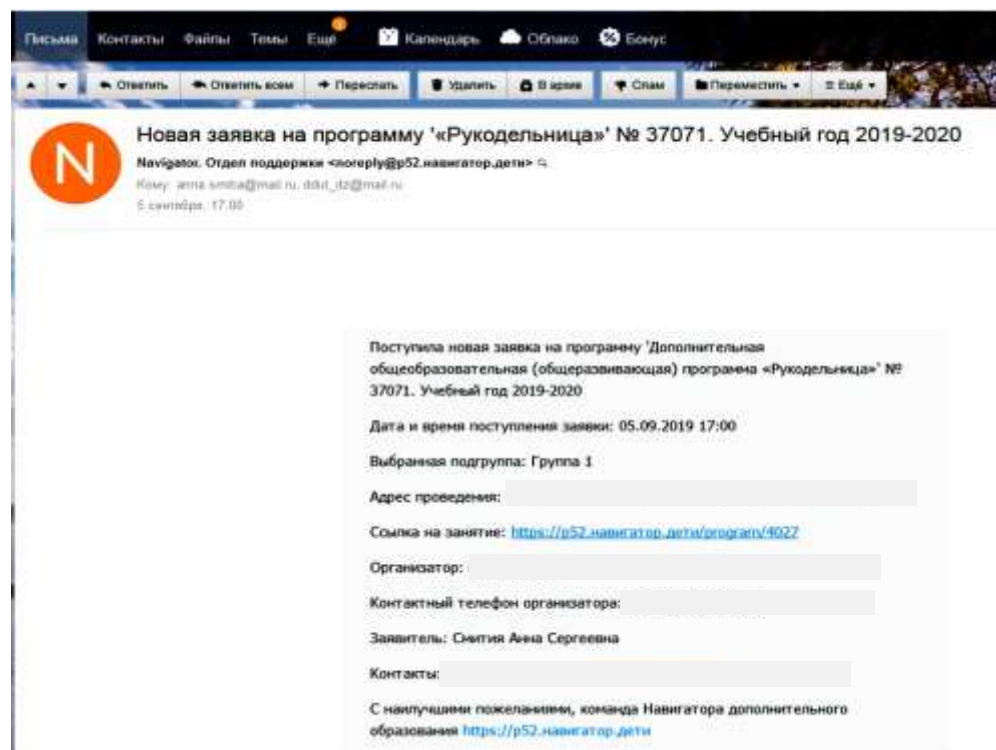 Письма Контакты Файлы Темы Ещё Календарь Облако Бонус
Ответить Ответить всем Переслать Удалить В архив Спам Переместить Ещё
Новая заявка на программу '«Рукодельница»' № 37071. Учебный год 2019-2020
N
Navigator. Отдел поддержки <noreply@p52.навигатор.дети>
Кому: ddut_dz@mail.ru
5 сентября, 17:00
Поступила новая заявка на программу 'Дополнительная
общеобразовательная (общеразвивающая) программа «Рукодельница»' №
37071. Учебный год 2019-2020
Дата и время поступления заявки: 05.09.2019 17:00
Выбранная подгруппа: Группа 1
Адрес проведения:
Ссылка на занятие: https://p52.навигатор.дети/program/4027
Организатор:
Контактный телефон организатора:
Заявитель: Смития Анна Сергеевна
Контакты:
С наилучшими пожеланиями, команда Навигатора дополнительного
образования https://p52.навигатор.дети